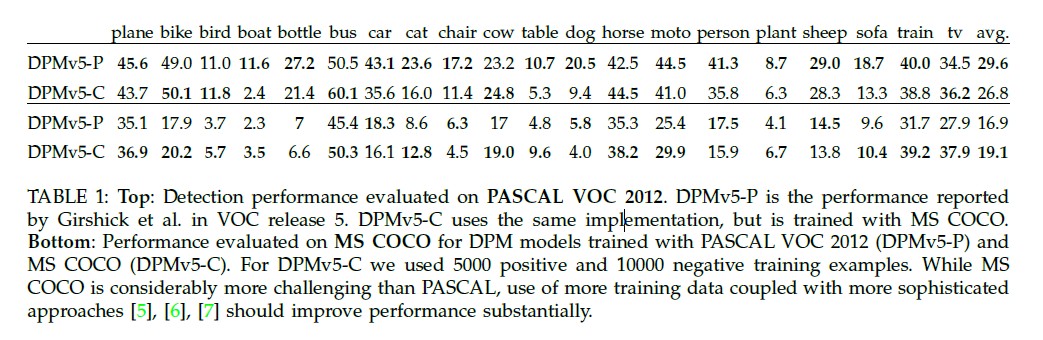 plane bike bird boat bottle bus car cat chair cow table dog horse moto person plant sheep sofa train tv avg.
DPMv5-P 45.6 49.0 11.0 11.6 27.2 50.5 43.1 23.6 17.2 23.2 10.7 20.5 42.5 44.5 41.3 8.7 29.0 18.7 40.0 34.5 29.6
DPMv5-C 43.7 50.1 11.8 2.4 21.4 60.1 35.6 16.0 11.4 24.8 5.3 9.4 44.5 41.0 35.8 6.3 28.3 13.3 38.8 36.2 26.8
DPMv5-P 35.1 17.9 3.7 2.3 7 45.4 18.3 8.6 6.3 17 4.8 5.8 35.3 25.4 17.5 4.1 14.5 9.6 31.7 27.9 16.9
DPMv5-C 36.9 20.2 5.7 3.5 6.6 50.3 16.1 12.8 4.5 19.0 9.6 4.0 38.2 29.9 15.9 6.7 13.8 10.4 39.2 37.9 19.1
TABLE 1: Top: Detection performance evaluated on PASCAL VOC 2012. DPMv5-P is the performance reported
by Girshick et al. in VOC release 5. DPMv5-C uses the same implementation, but is trained with MS COCO.
Bottom: Performance evaluated on MS COCO for DPM models trained with PASCAL VOC 2012 (DPMv5-P) and
MS COCO (DPMv5-C). For DPMv5-C we used 5000 positive and 10000 negative training examples. While MS
COCO is considerably more challenging than PASCAL, use of more training data coupled with more sophisticated
approaches [5], [6], [7] should improve performance substantially.